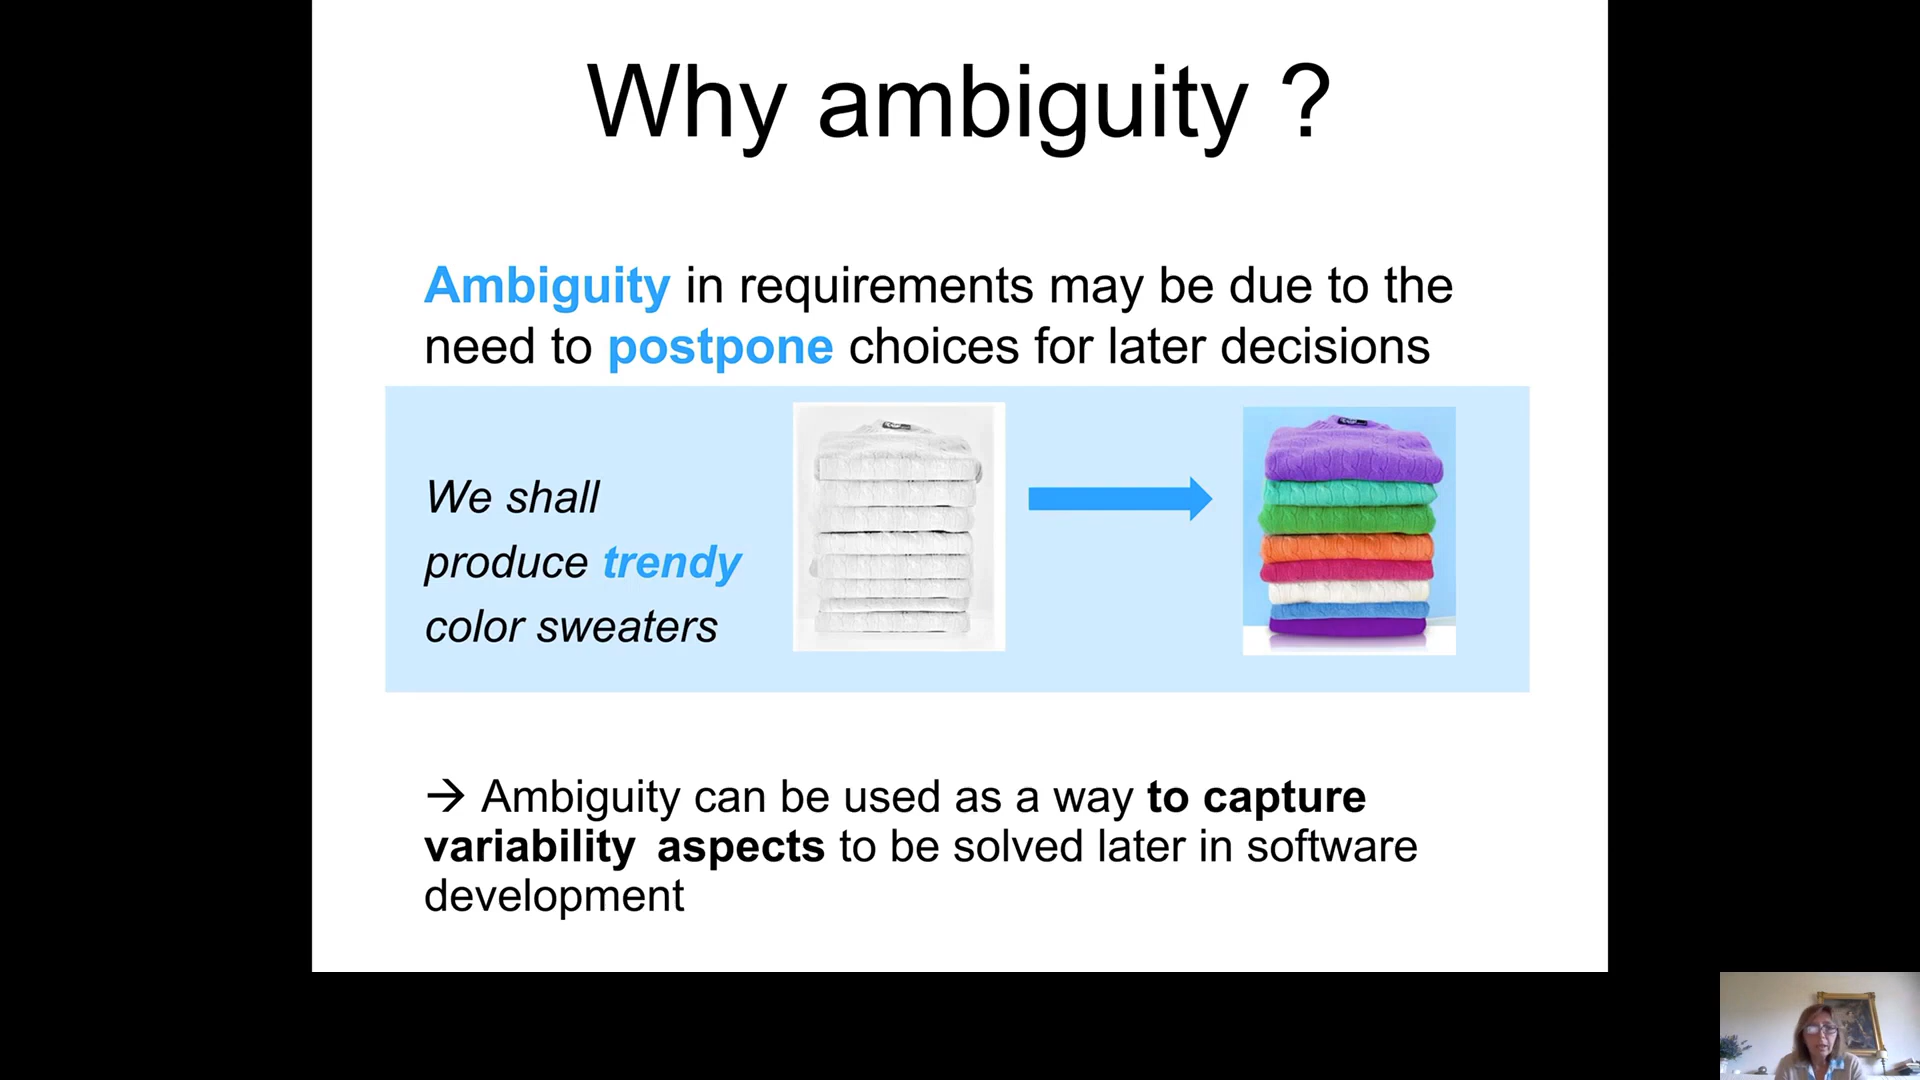 Why ambiguity ?
Ambiguity in requirements may be due to the
need to postpone choices for later decisions
We shall
produce trendy
color sweaters
→ Ambiguity can be used as a way to capture
variability aspects to be solved later in software
development